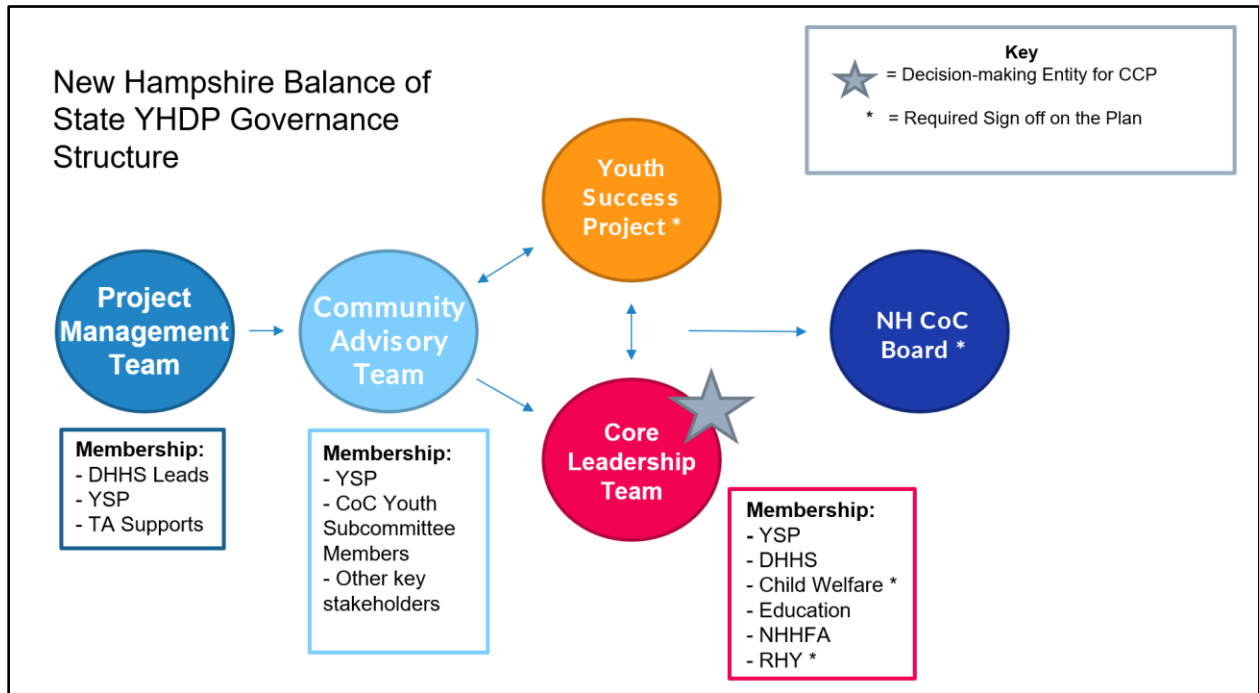 New Hampshire Balance of
State YHDP Governance
Structure
Key
= Decision-making Entity for CCP
* = Required Sign off on the Plan
Youth
Success
Project *
Project
Management
Team
Community
Advisory
Team
NH CoC
Board *
Core
Leadership
Team
Membership:
- DHHS Leads
- YSP
- TA Supports
Membership:
- YSP
- CoC Youth
Subcommittee
Members
- Other key
stakeholders
Membership:
- YSP
- DHHS
- Child Welfare *
- Education
- NHHFA
- RHY *